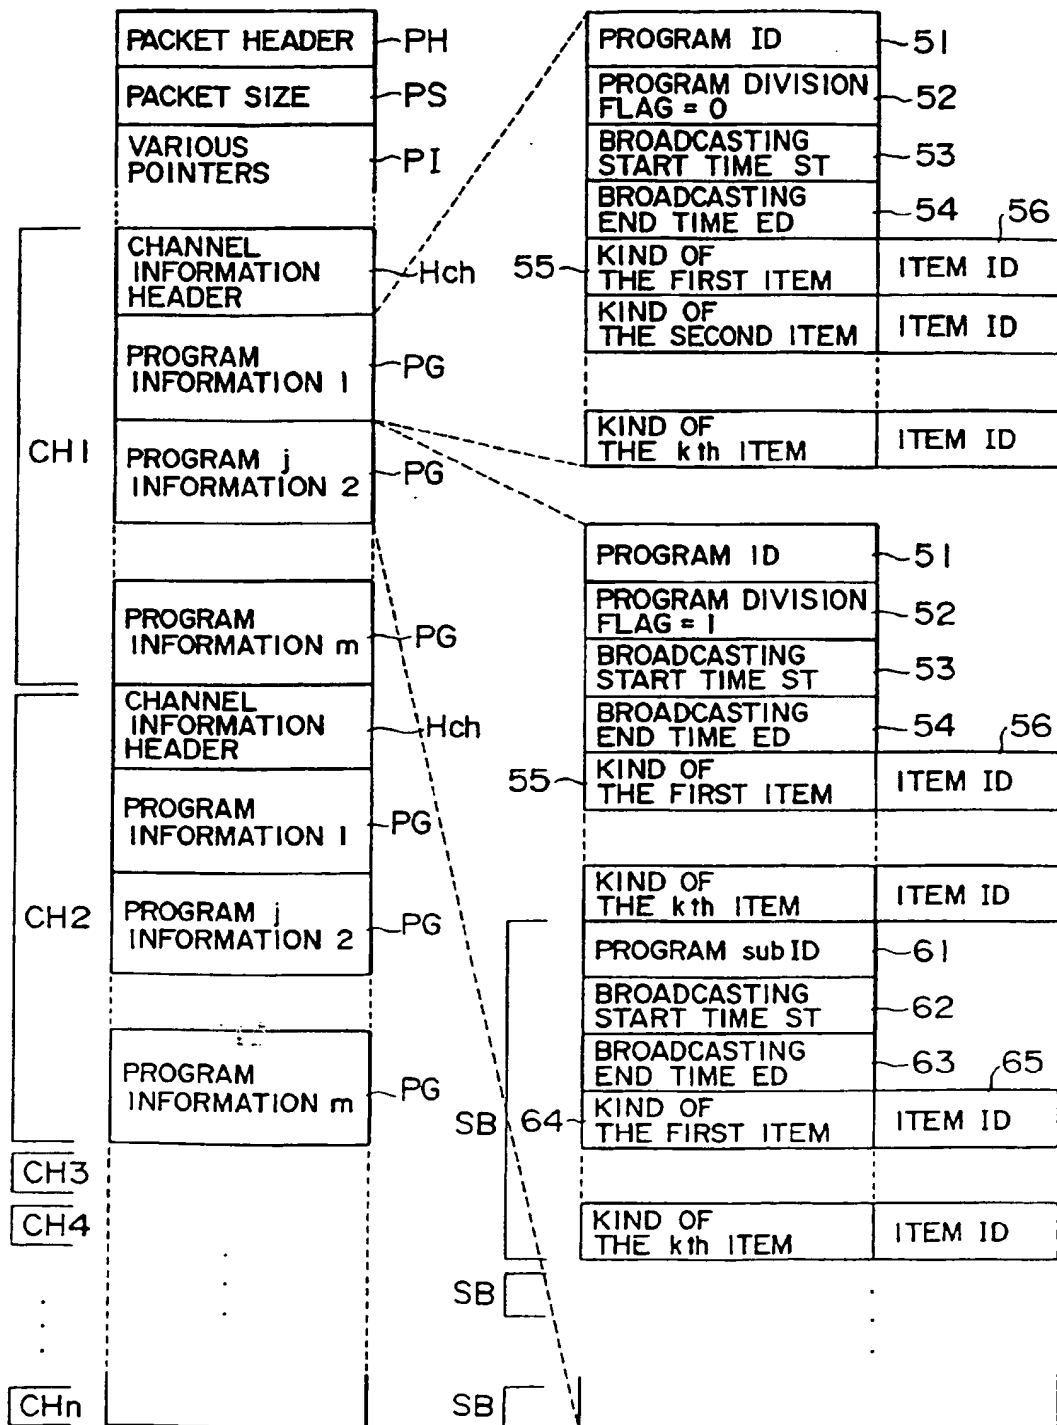 PACKET HEADER
PH
PACKET SIZE
PS
VARIOUS
POINTERS
PI
CH1
CHANNEL
INFORMATION
HEADER
Hch
PROGRAM
INFORMATION 1
PG
PROGRAM j
INFORMATION 2
PG
PROGRAM
INFORMATION m
PG
CH2
CHANNEL
INFORMATION
HEADER
Hch
PROGRAM
INFORMATION 1
PG
PROGRAM j
INFORMATION 2
PG
PROGRAM
INFORMATION m
PG
CH3
CH4
CHn
PROGRAM ID
51
PROGRAM DIVISION
FLAG = 0
52
BROADCASTING
START TIME ST
53
BROADCASTING
END TIME ED
54
56
55
KIND OF
THE FIRST ITEM
ITEM ID
KIND OF
THE SECOND ITEM
ITEM ID
KIND OF
THE kth ITEM
ITEM ID
PROGRAM ID
51
PROGRAM DIVISION
FLAG = 1
52
BROADCASTING
START TIME ST
53
BROADCASTING
END TIME ED
54
56
55
KIND OF
THE FIRST ITEM
ITEM ID
KIND OF
THE kth ITEM
ITEM ID
SB
PROGRAM sub ID
61
BROADCASTING
START TIME ST
62
BROADCASTING
END TIME ED
63
65
64
KIND OF
THE FIRST ITEM
ITEM ID
KIND OF
THE kth ITEM
ITEM ID
SB
SB